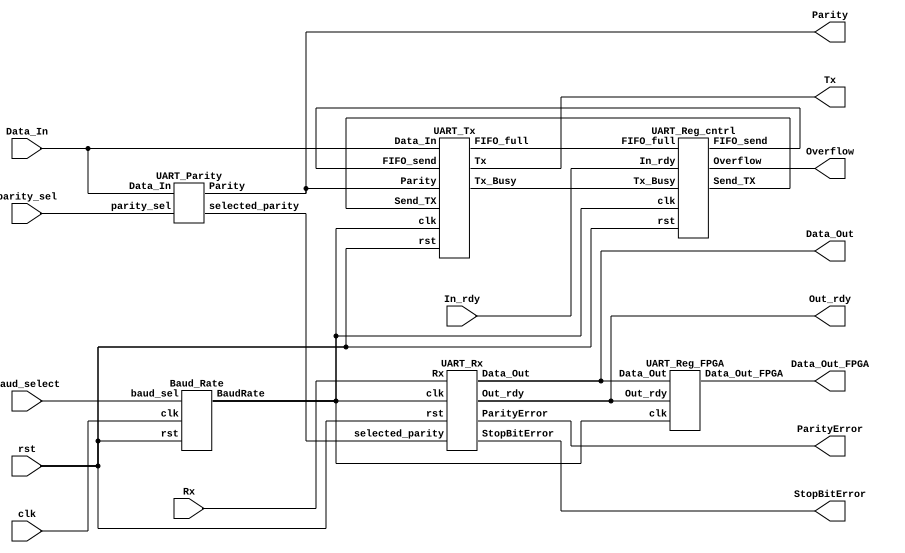 Parity
UART_Tx
UART_Reg_cntrl
Tx
Data_In
Data_In
FIFO_full
FIFO_full
FIFO_send
UART_Parity
FIFO_send
Tx
In_rdy
Overflow
Overflow
Data_In
Parity
Parity
Tx_Busy
Tx_Busy
Send_TX
parity_sel
parity_sel
selected_parity
Send_TX
clk
clk
rst
rst
Data_Out
In_rdy
Out_rdy
UART_Rx
UART_Reg_FPGA
Rx
Data_Out
Data_Out
Data_Out_FPGA
Data_Out_FPGA
aud_select
Baud_Rate
baud_sel
BaudRate
clk
Out_rdy
Out_rdy
clk
rst
ParityError
clk
ParityError
rst
rst
selected_parity
StopBitError
Rx
StopBitError
clk